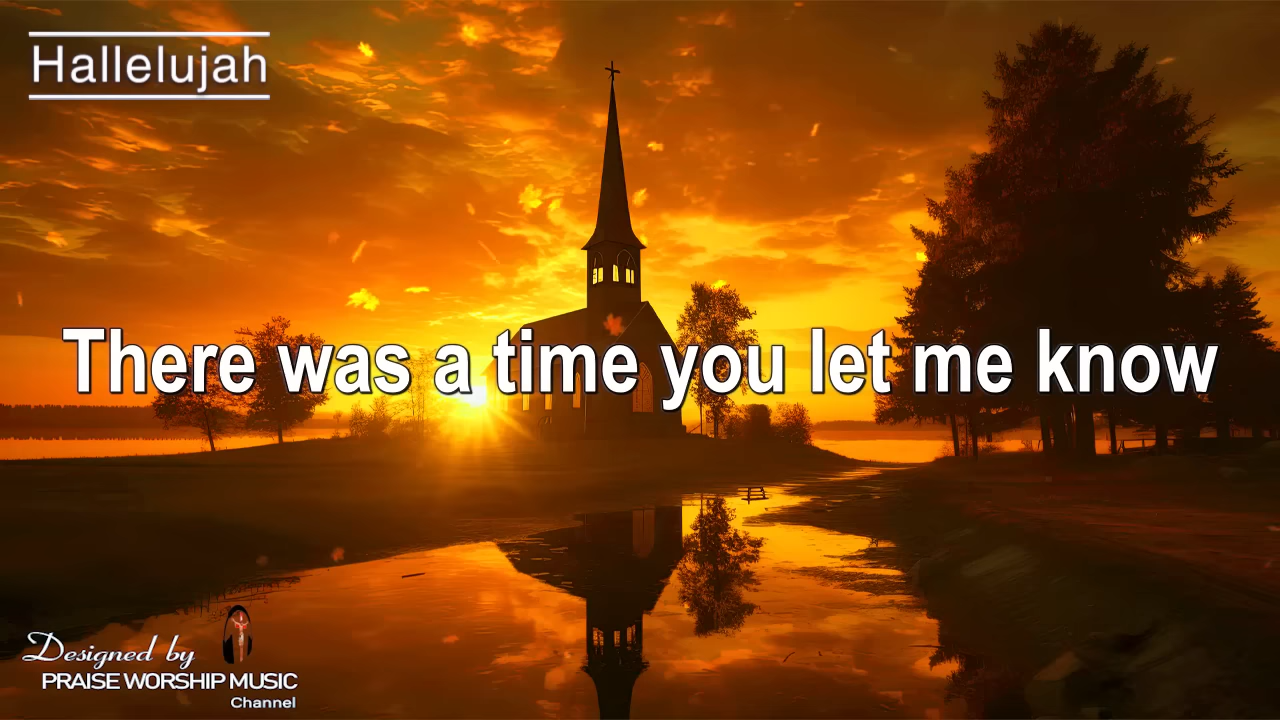 Hallelujah
There was a time you let me know
Designed by
PRAISE WORSHIP MUSIC
Channel